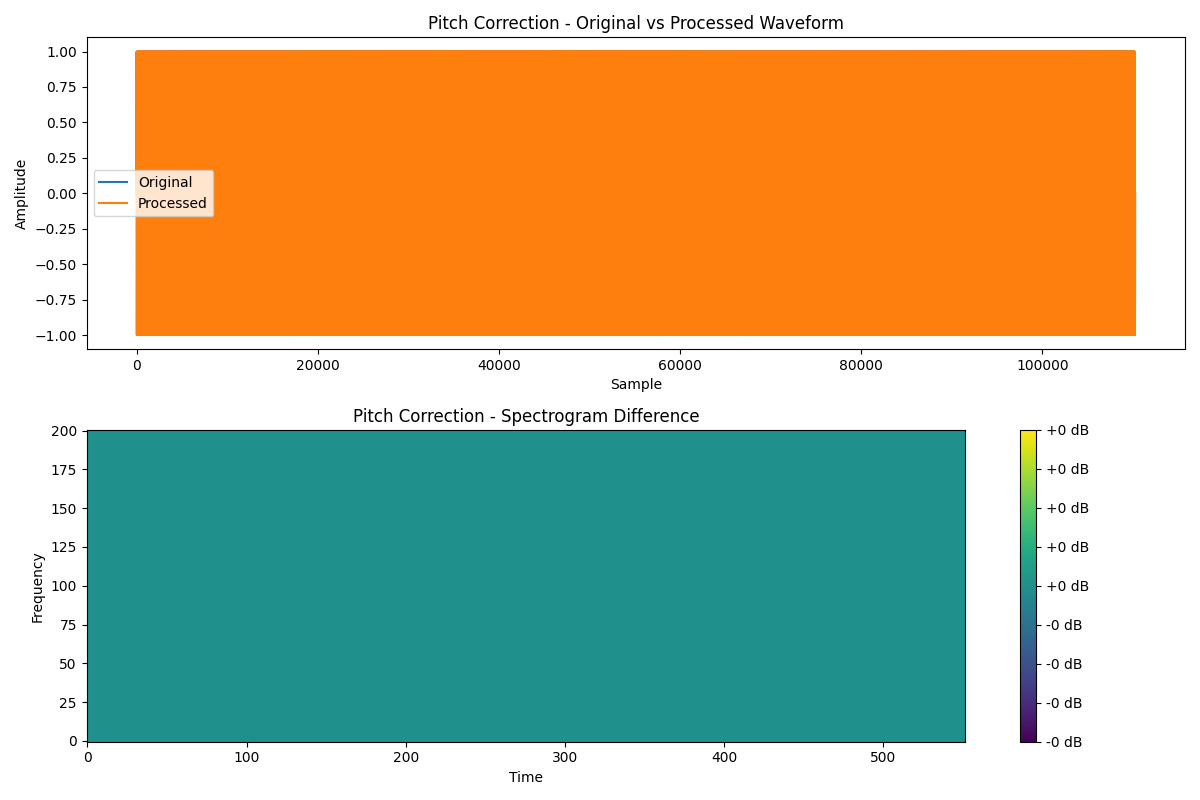 Pitch Correction - Original vs Processed Waveform
1.00
0.75
0.50
0.25
0.00
−0.25
−0.50
−0.75
−1.00
Amplitude
Original
Processed
0 20000 40000 60000 80000 100000
Sample
Pitch Correction - Spectrogram Difference
200
175
150
125
100
75
50
25
0
Frequency
0 100 200 300 400 500
Time
+0 dB
+0 dB
+0 dB
+0 dB
+0 dB
-0 dB
-0 dB
-0 dB
-0 dB